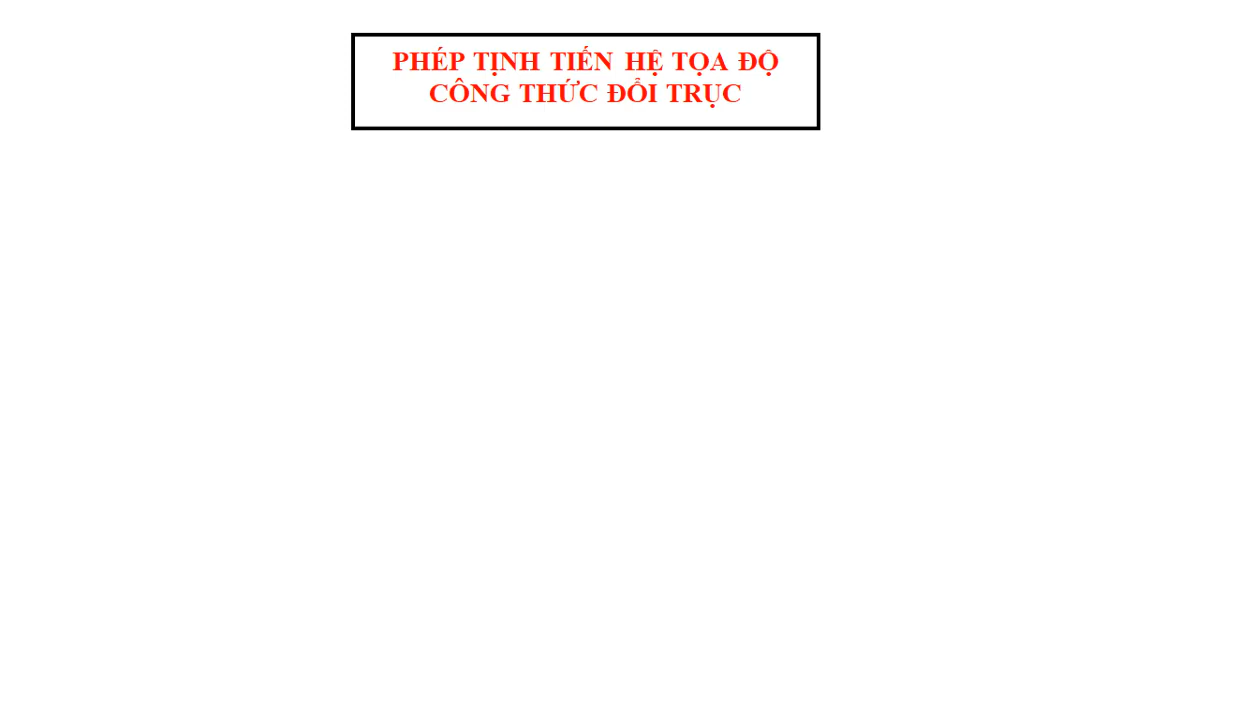 PHÉP TỊNH TIẾN HỆ TỌA ĐỘ
CÔNG THỨC ĐỔI TRỤC